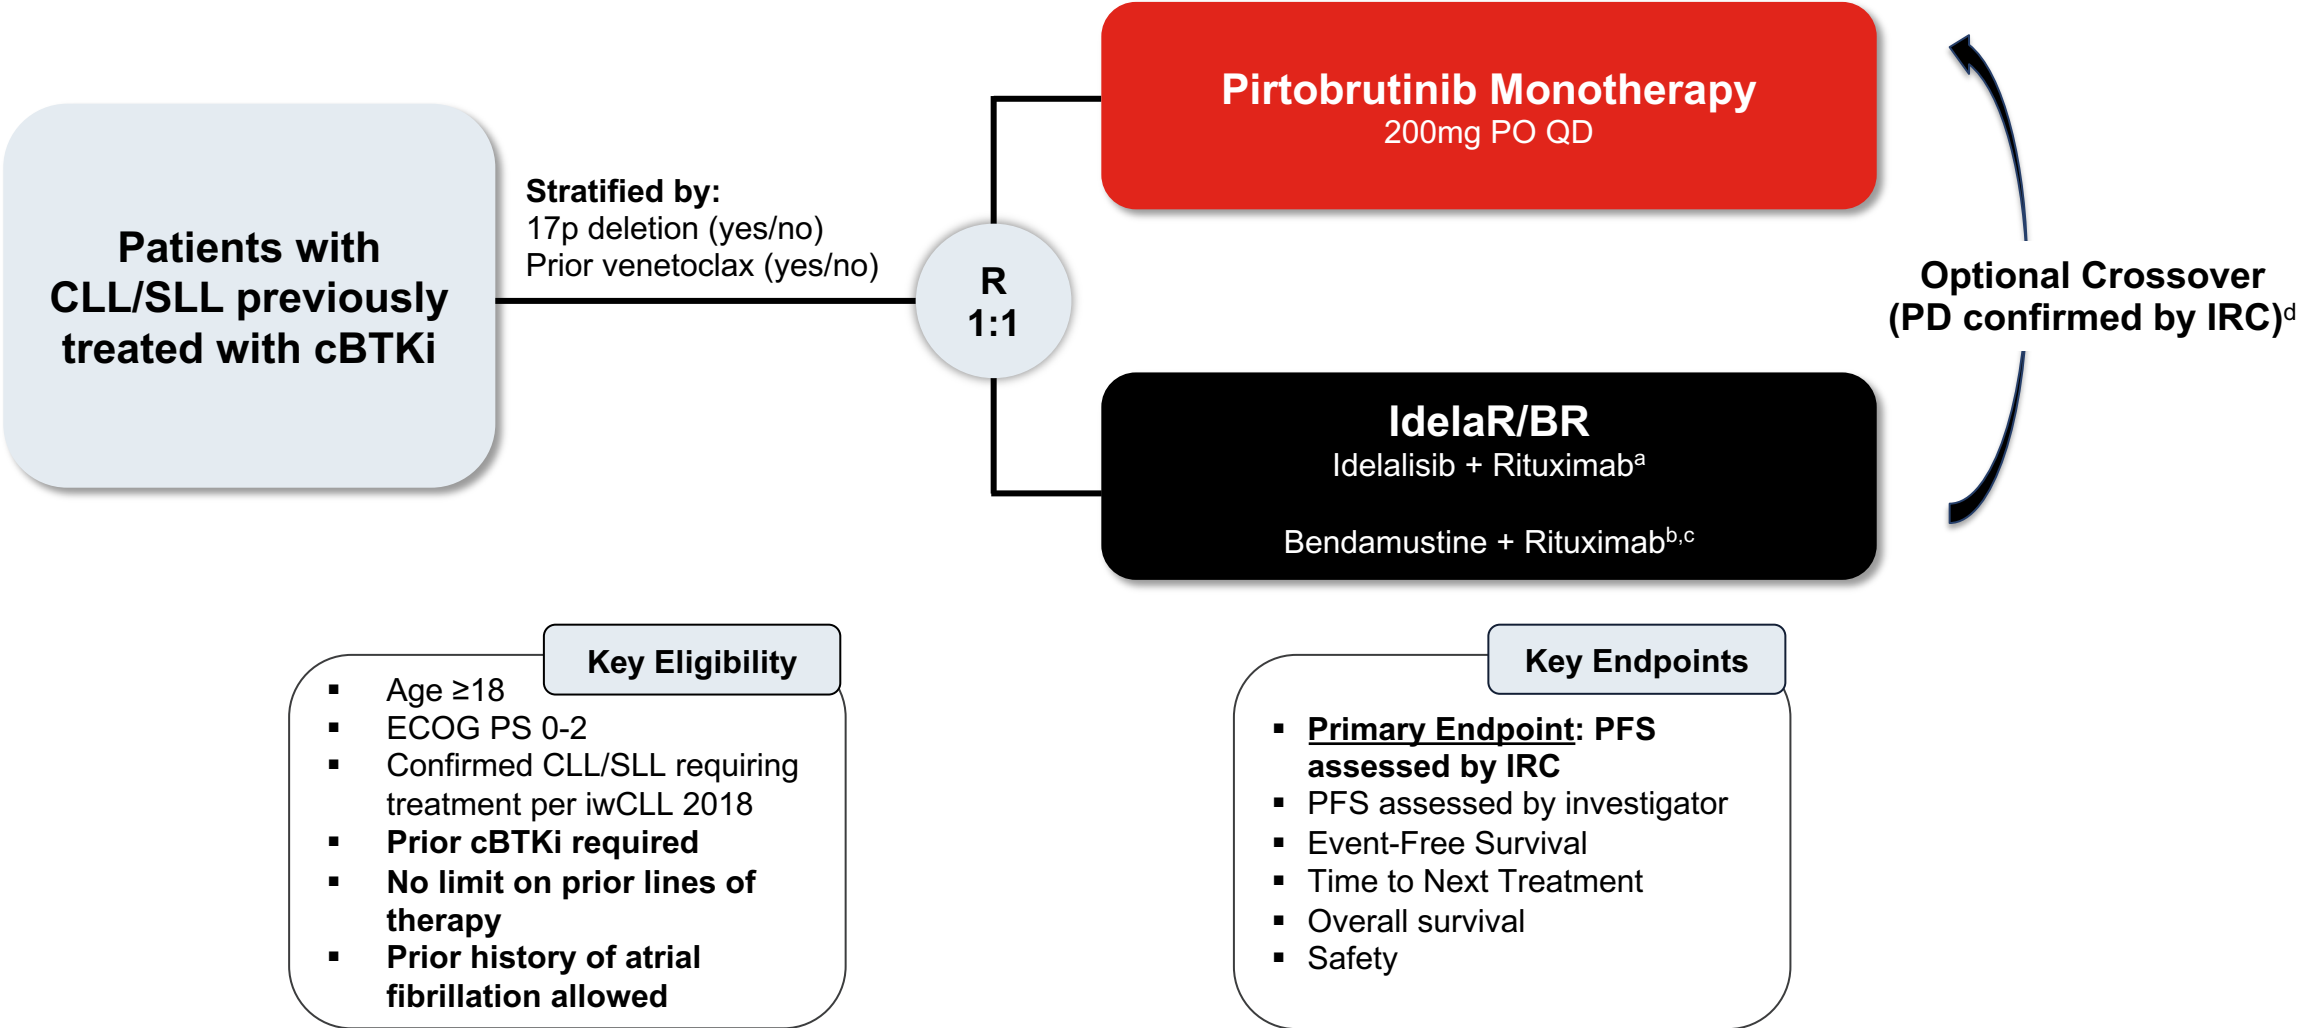 Patients with
CLL/SLL previously
treated with cBTKi
Stratified by:
17p deletion (yes/no)
Prior venetoclax (yes/no)
R
1:1
Pirtobrutinib Monotherapy
200mg PO QD
IdelaR/BR
Idelalisib + Rituximabᵃ
Bendamustine + Rituximabᵇ,ᶜ
Optional Crossover
(PD confirmed by IRC)ᵈ
Key Eligibility
▪ Age ≥18
▪ ECOG PS 0-2
▪ Confirmed CLL/SLL requiring
treatment per iwCLL 2018
▪ Prior cBTKi required
▪ No limit on prior lines of
therapy
▪ Prior history of atrial
fibrillation allowed
Key Endpoints
▪ Primary Endpoint: PFS
assessed by IRC
▪ PFS assessed by investigator
▪ Event-Free Survival
▪ Time to Next Treatment
▪ Overall survival
▪ Safety